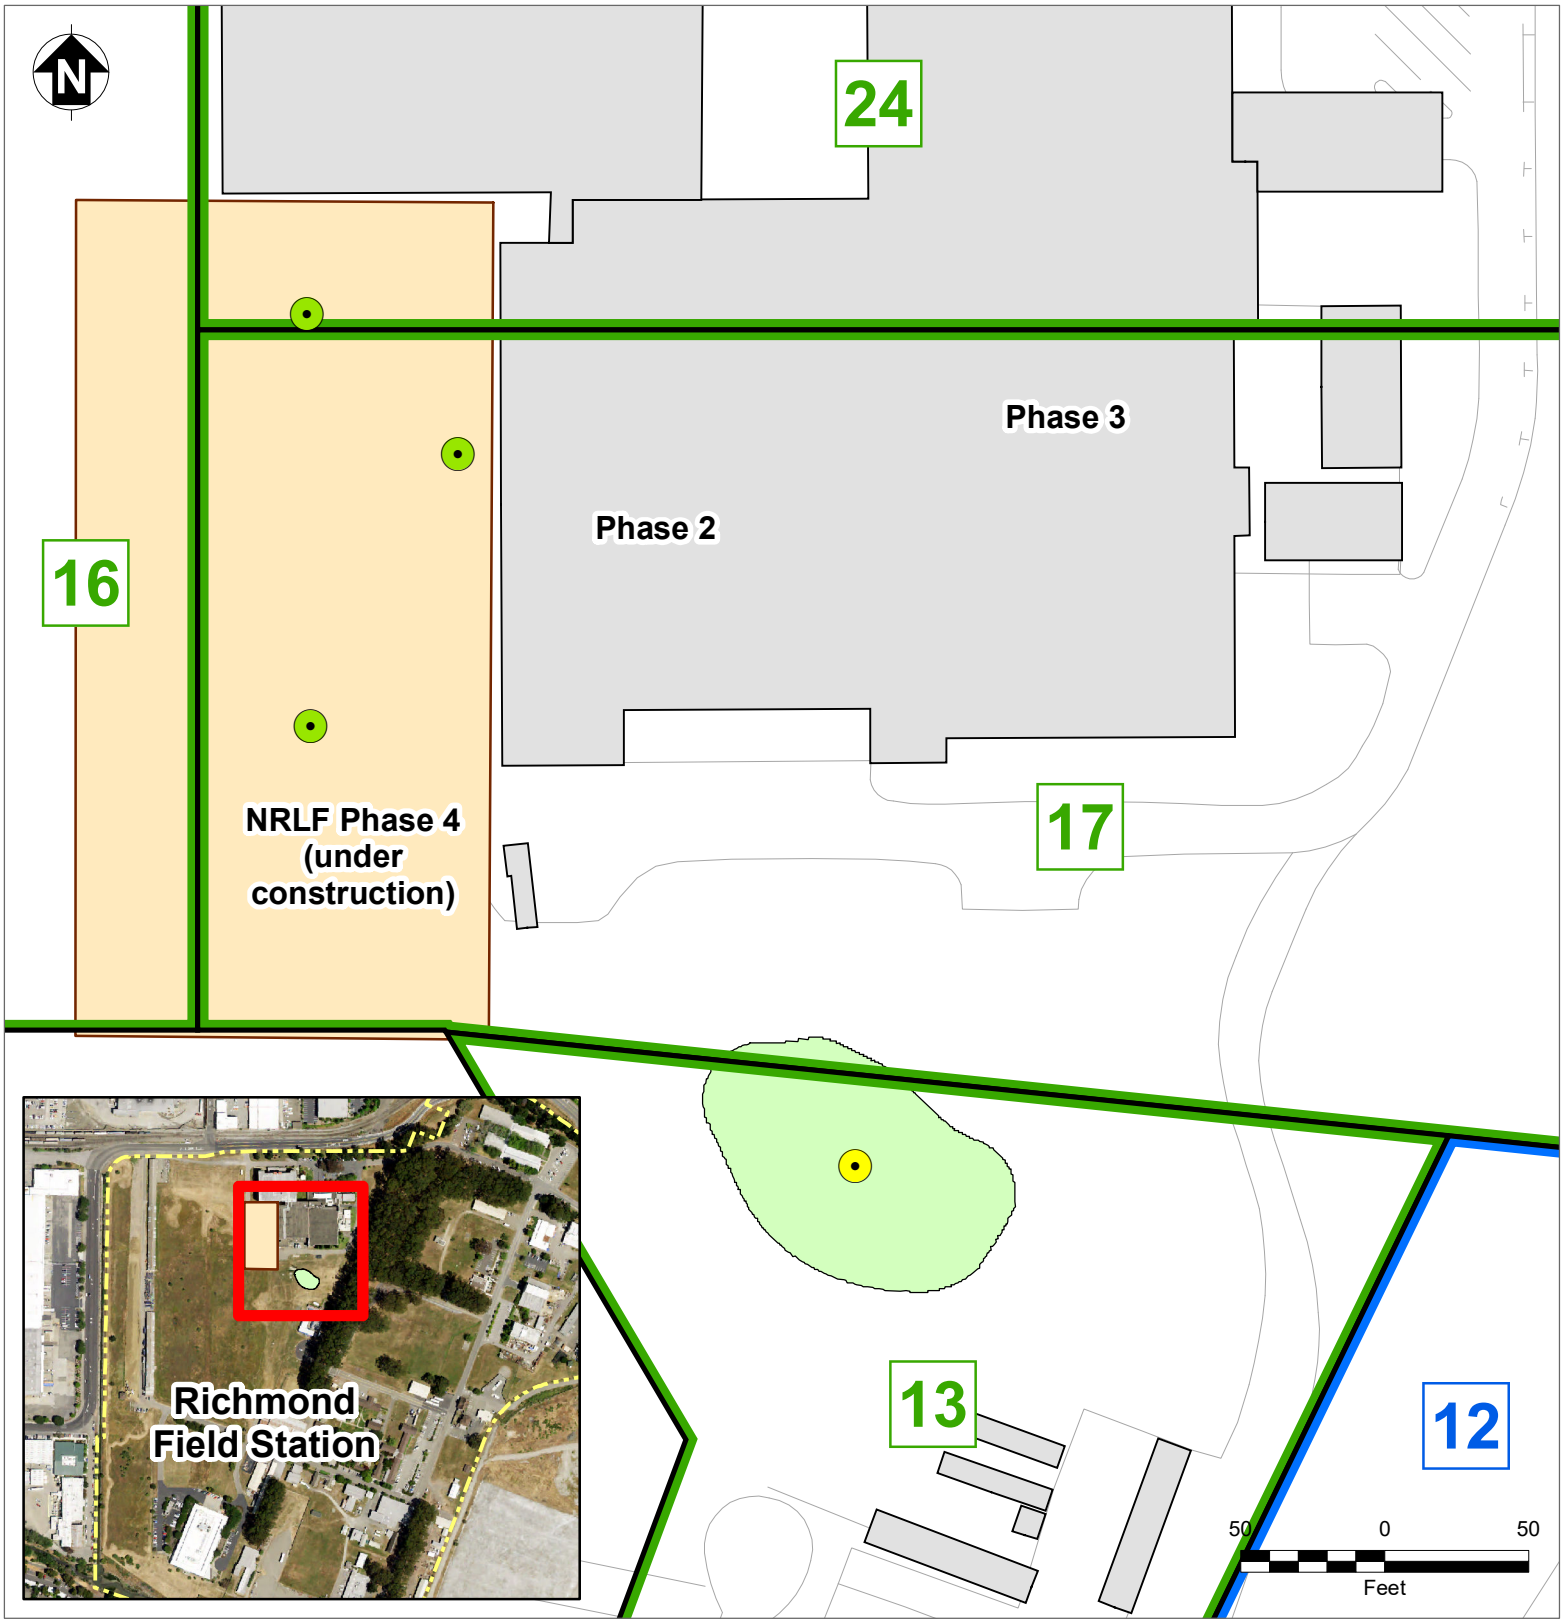 N
24
Phase 3
Phase 2
16
NRLF Phase 4
(under
construction)
17
Richmond
Field Station
13
12
50 0 50
Feet